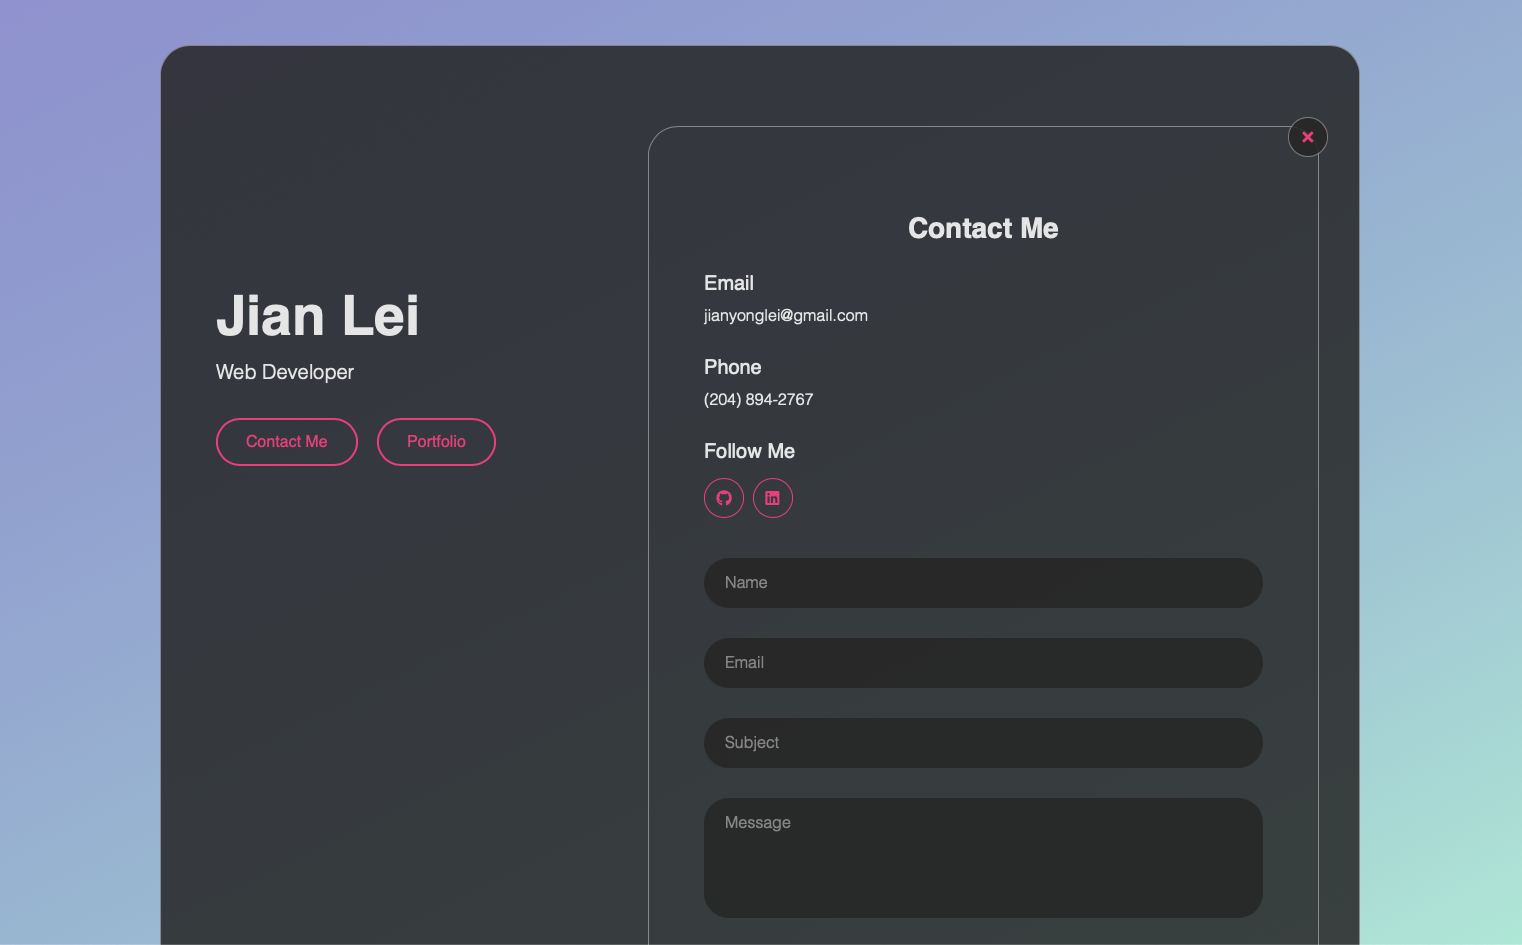 Jian Lei
Web Developer
Contact Me
Portfolio
Contact Me
Email
jianyonglei@gmail.com
Phone
(204) 894-2767
Follow Me
Name
Email
Subject
Message